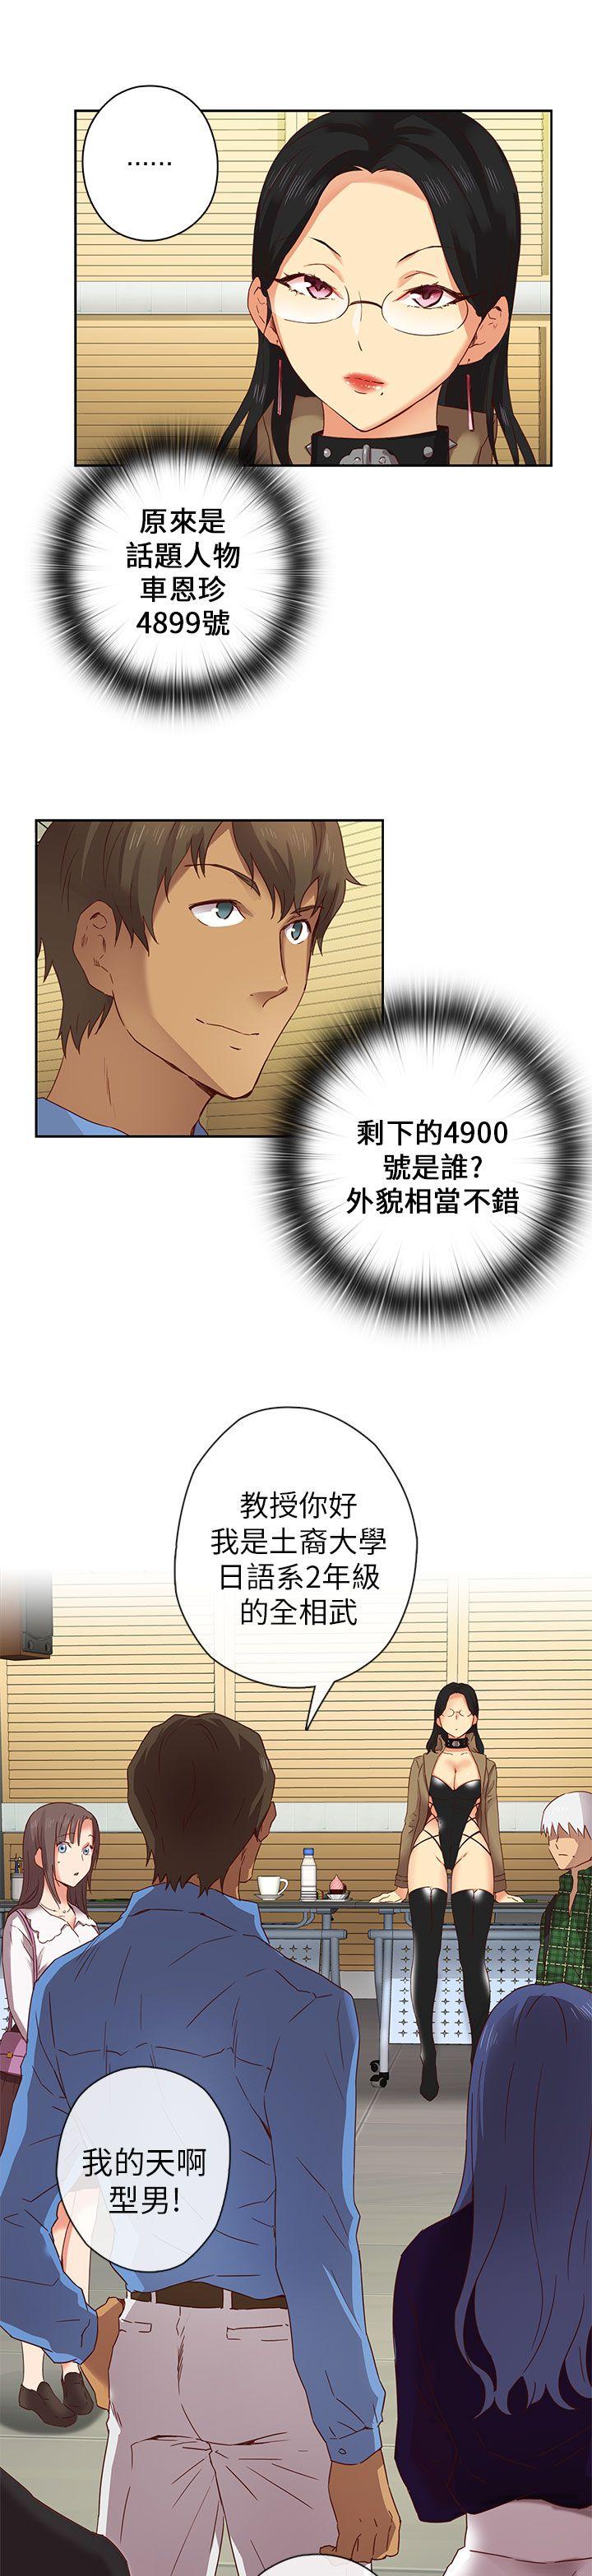 ......
原來是
話題人物
車恩珍
4899號
剩下的4900
號是誰?
外貌相當不錯
教授你好
我是土裔大學
日語系2年級
的全相武
我的天啊
型男!